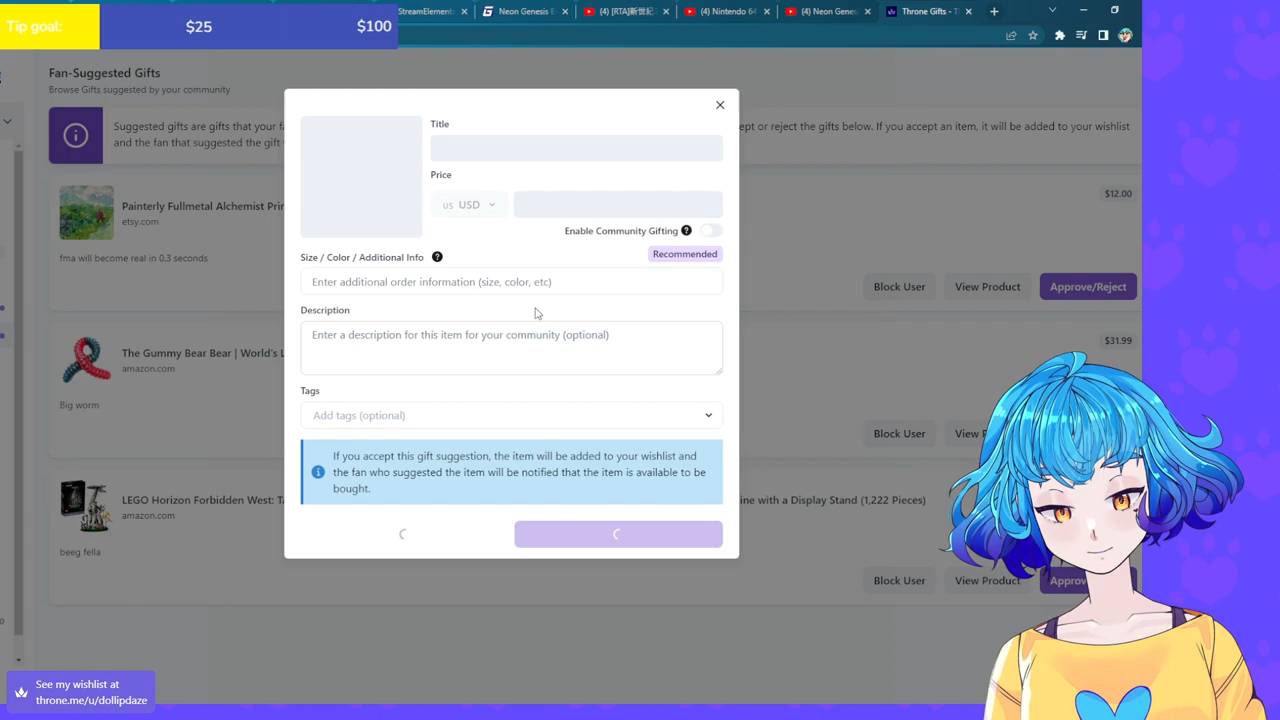 Tip goal:
$25
$100
StreamElement
Neon Genesis E
(4) [RTA]新世紀
(4) Nintendo 64
(4) Neon Genes
Throne Gifts - T
Fan-Suggested Gifts
Browse Gifts suggested by your community
Suggested gifts are gifts that your fa
ept or reject the gifts below. If you accept an item, it will be added to your wishlist
and the fan that suggested the gift
Title
Price
us USD
Enable Community Gifting
Recommended
Size / Color / Additional Info
Enter additional order information (size, color, etc)
Description
Enter a description for this item for your community (optional)
Tags
Add tags (optional)
If you accept this gift suggestion, the item will be added to your wishlist and
the fan who suggested the item will be notified that the item is available to be
bought.
Painterly Fullmetal Alchemist Prin
etsy.com
fma will become real in 0.3 seconds
$12.00
Block User
View Product
Approve/Reject
The Gummy Bear Bear | World's L
amazon.com
Big worm
$31.99
Block User
View P
LEGO Horizon Forbidden West: Ta
ine with a Display Stand (1,222 Pieces)
amazon.com
beeg fella
Block User
View Product
Approv
See my wishlist at
throne.me/u/dollipdaze